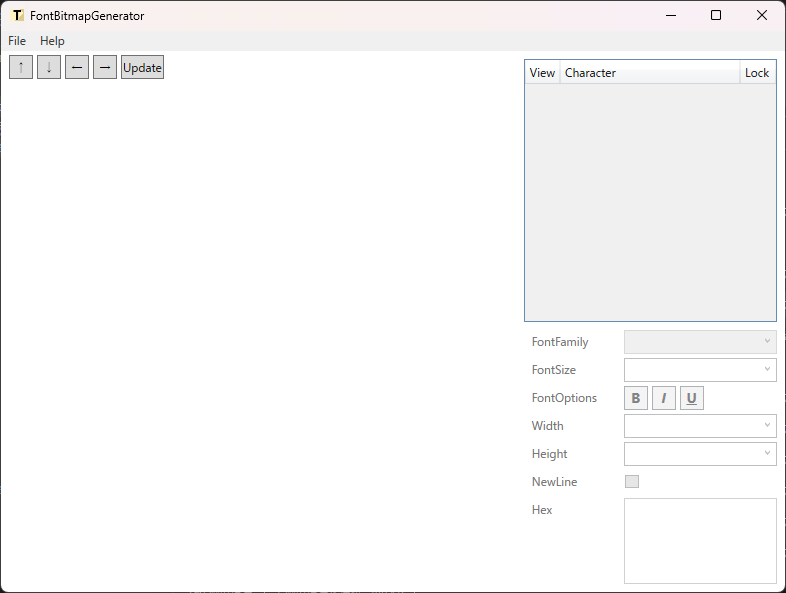 T FontBitmapGenerator
File Help
↑ ↓ ← → Update
View Character Lock
FontFamily
FontSize
FontOptions B I U
Width
Height
NewLine
Hex